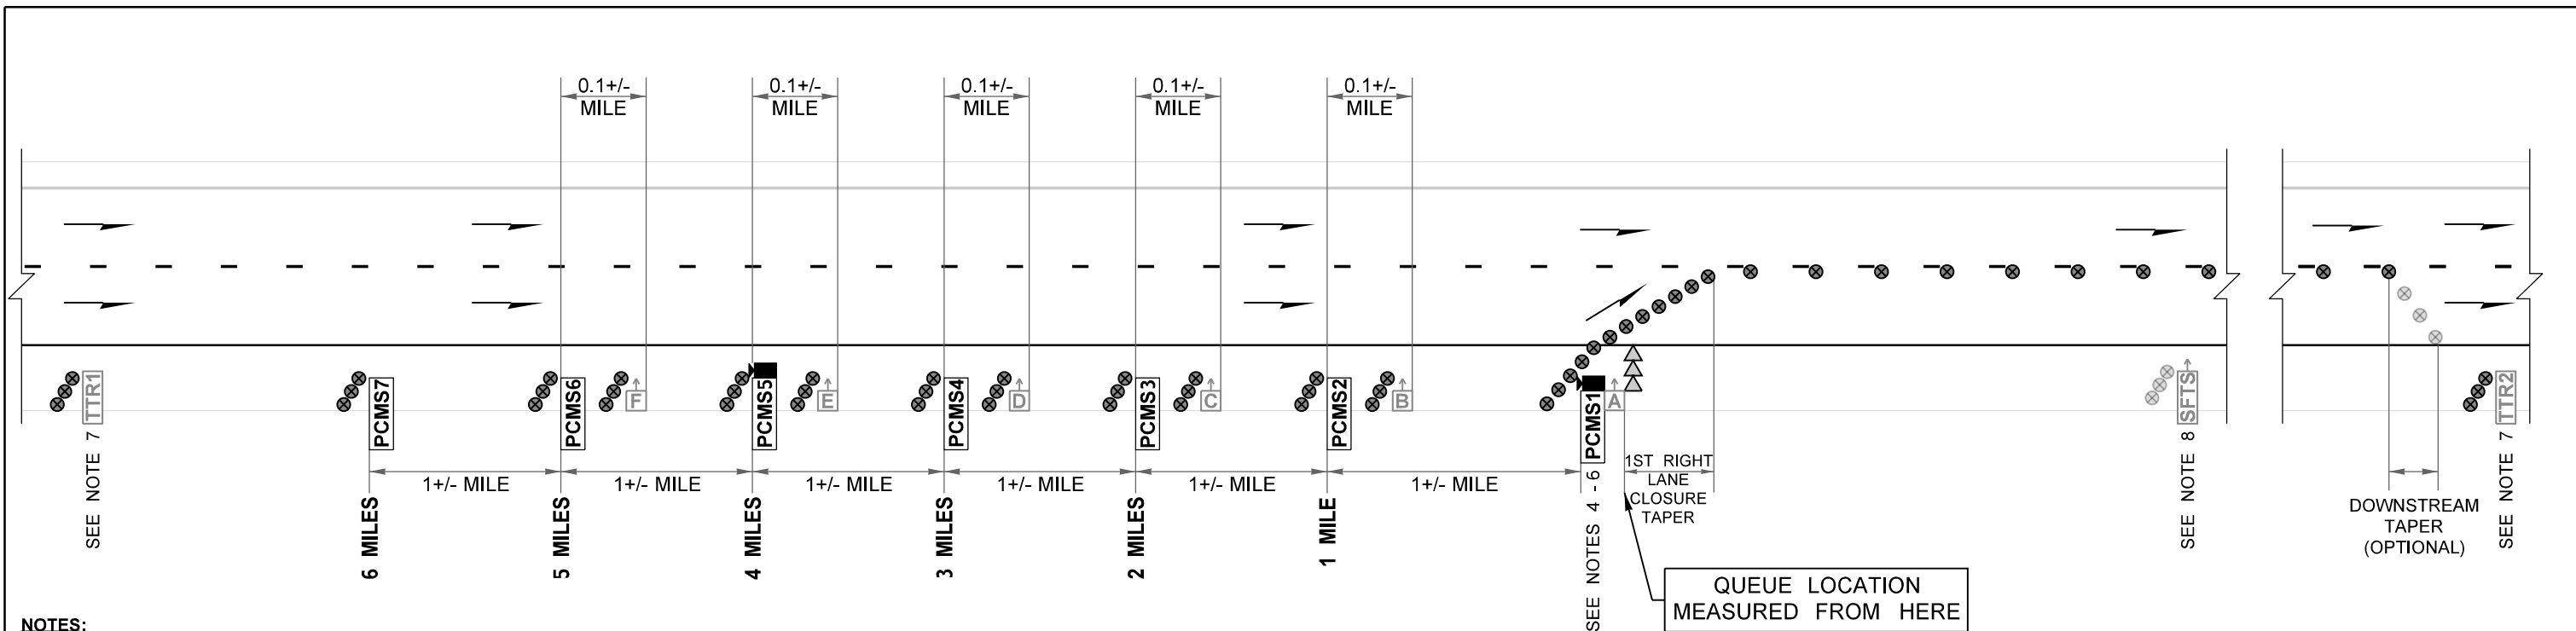 0.1+/-
MILE
0.1+/-
MILE
0.1+/-
MILE
0.1+/-
MILE
0.1+/-
MILE
TTR1
PCMS7
PCMS6
F
PCMS5
E
PCMS4
D
PCMS3
C
PCMS2
B
PCMS1
A
SFTS
TTR2
SEE NOTE 7
1+/- MILE
1+/- MILE
1+/- MILE
1+/- MILE
1+/- MILE
1+/- MILE
1ST RIGHT
LANE
CLOSURE
TAPER
SEE NOTES 4 - 6
SEE NOTE 8
DOWNSTREAM
TAPER
(OPTIONAL)
SEE NOTE 7
6 MILES
5 MILES
4 MILES
3 MILES
2 MILES
1 MILE
QUEUE LOCATION
MEASURED FROM HERE
NOTES: